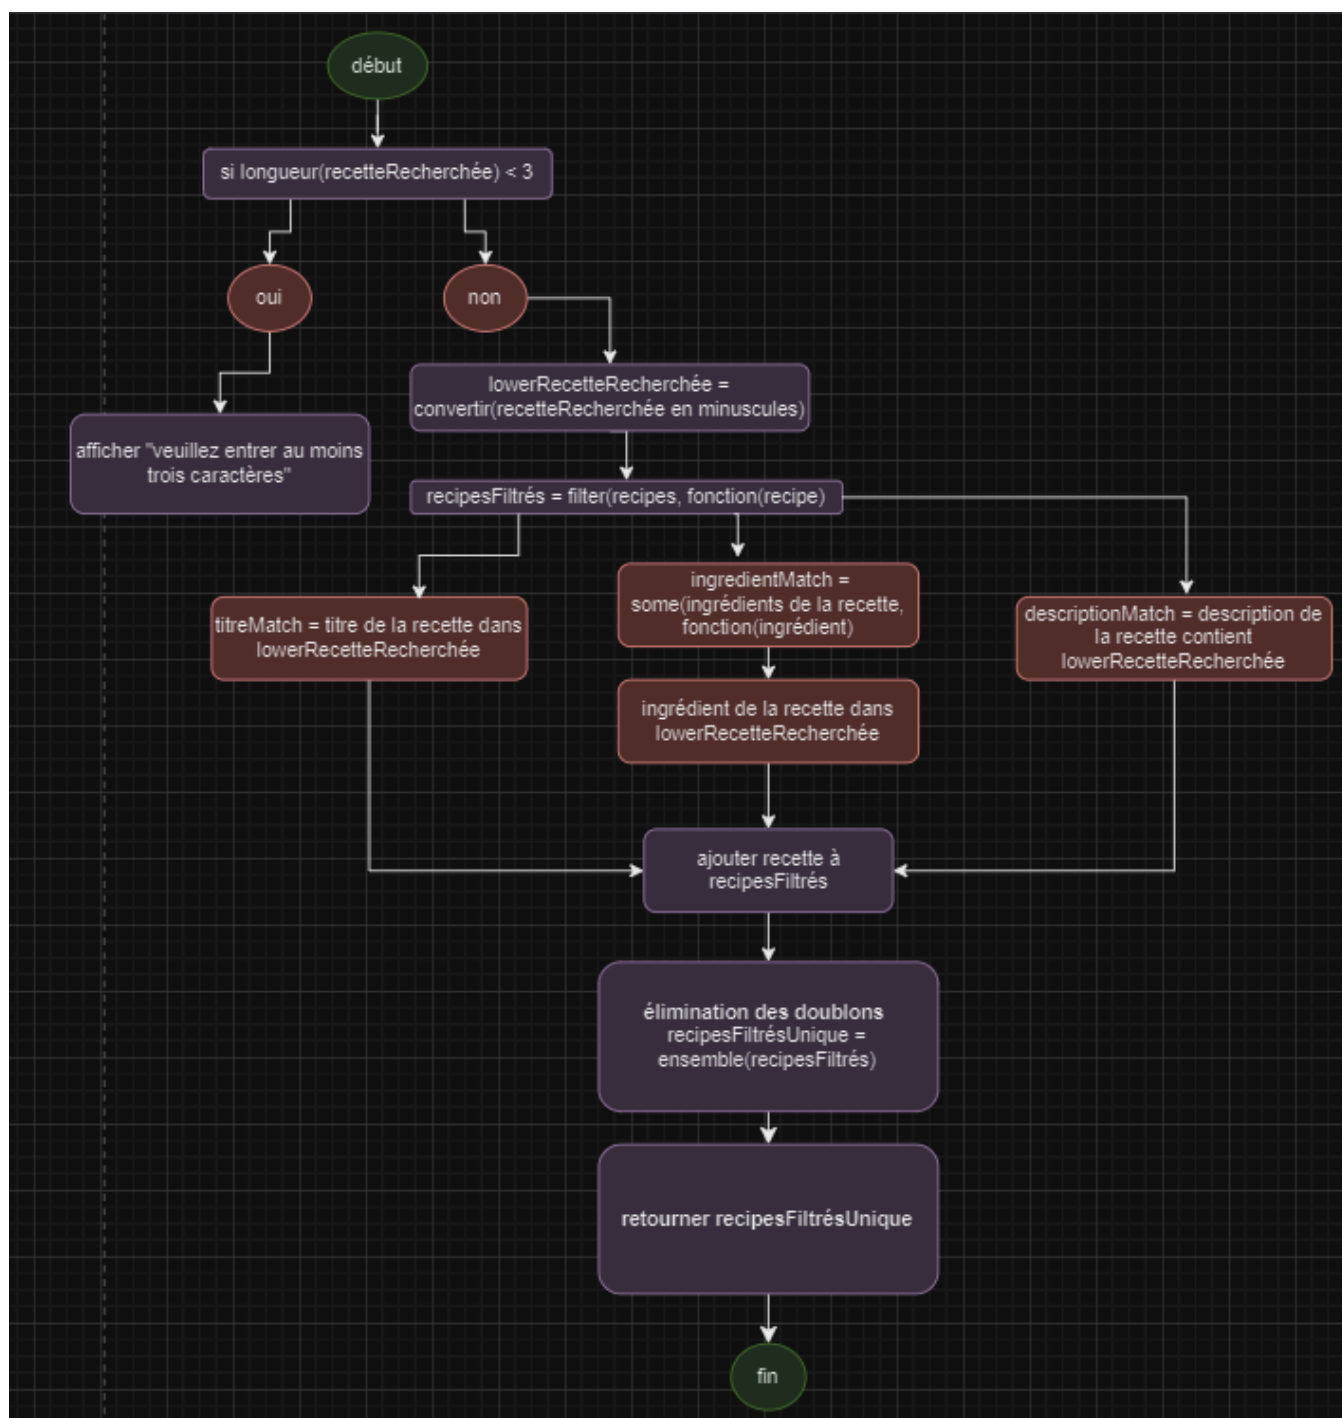 début
si longueur(recetteRecherchée) < 3
oui
non
lowerRecetteRecherchée =
convertir(recetteRecherchée en minuscules)
afficher "veuillez entrer au moins
trois caractères"
recipesFiltrés = filter(recipes, fonction(recipe)
titreMatch = titre de la recette dans
lowerRecetteRecherchée
ingredientMatch =
some(ingrédients de la recette,
fonction(ingrédient)
descriptionMatch = description de
la recette contient
lowerRecetteRecherchée
ingrédient de la recette dans
lowerRecetteRecherchée
ajouter recette à
recipesFiltrés
élimination des doublons
recipesFiltrésUnique =
ensemble(recipesFiltrés)
retourner recipesFiltrésUnique
fin